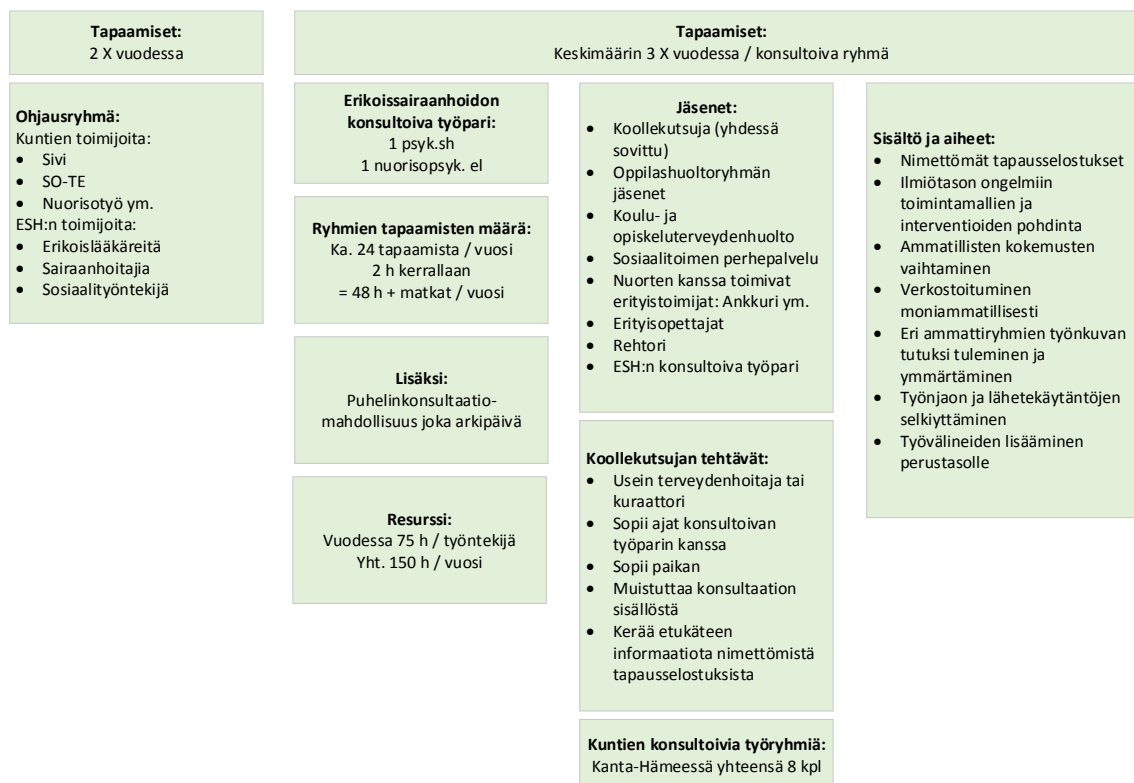 Tapaamiset:
2 X vuodessa
Tapaamiset:
Keskimäärin 3 X vuodessa / konsultoiva ryhmä
Ohjausryhmä:
Kuntien toimijoita:
• Sivi
• SO-TE
• Nuorisotyö ym.
ESH:n toimijoita:
• Erikoislääkäreitä
• Sairaanhoitajia
• Sosiaalityöntekijä
Erikoissairaanhoidon
konsultoiva työpari:
1 psyk.sh
1 nuorisopsyk. el
Ryhmien tapaamisten määrä:
Ka. 24 tapaamista / vuosi
2 h kerrallaan
= 48 h + matkat / vuosi
Lisäksi:
Puhelinkonsultaatio-
mahdollisuus joka arkipäivä
Resurssi:
Vuodessa 75 h / työntekijä
Yht. 150 h / vuosi
Jäsenet:
• Koollekutsuja (yhdessä
sovittu)
• Oppilashuoltoryhmän
jäsenet
• Koulu- ja
opiskeluterveydenhuolto
• Sosiaalitoimen perhepalvelu
• Nuorten kanssa toimivat
erityistoimijat: Ankkuri ym.
• Erityisopettajat
• Rehtori
• ESH:n konsultoiva työpari
Koollekutsujan tehtävät:
• Usein terveydenhoitaja tai
kuraattori
• Sopii ajat konsultoivan
työparin kanssa
• Sopii paikan
• Muistuttaa konsultaation
sisällöstä
• Kerää etukäteen
informaatiota nimettömistä
tapausselostuksista
Kuntien konsultoivia työryhmiä:
Kanta-Hämeessä yhteensä 8 kpl
Sisältö ja aiheet:
• Nimettömät tapausselostukset
• Ilmiötason ongelmiin
toimintamallien ja
interventioiden pohdinta
• Ammatillisten kokemusten
vaihtaminen
• Verkostoituminen
moniammatillisesti
• Eri ammattiryhmien työnkuvan
tutuksi tuleminen ja
ymmärtäminen
• Työnjaon ja lähetekäytäntöjen
selkiyttäminen
• Työvälineiden lisääminen
perustasolle